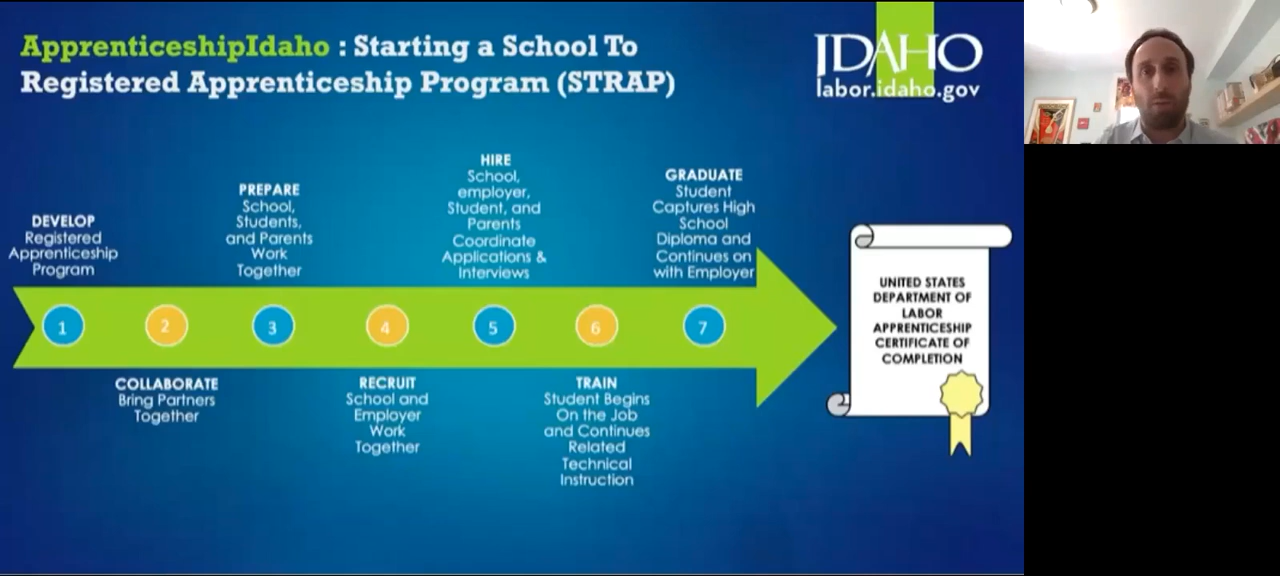 ApprenticeshipIdaho : Starting a School To
Registered Apprenticeship Program (STRAP)
IDAHO
labor.idaho.gov
DEVELOP
Registered
Apprenticeship
Program
PREPARE
School,
Students,
and Parents
Work
Together
HIRE
School,
employer,
Student, and
Parents
Coordinate
Applications &
Interviews
GRADUATE
Student
Captures High
School
Diploma and
Continues on
with Employer
1
2
3
4
5
6
7
COLLABORATE
Bring Partners
Together
RECRUIT
School and
Employer
Work
Together
TRAIN
Student Begins
On the Job
and Continues
Related
Technical
Instruction
UNITED STATES
DEPARTMENT OF
LABOR
APPRENTICESHIP
CERTIFICATE OF
COMPLETION